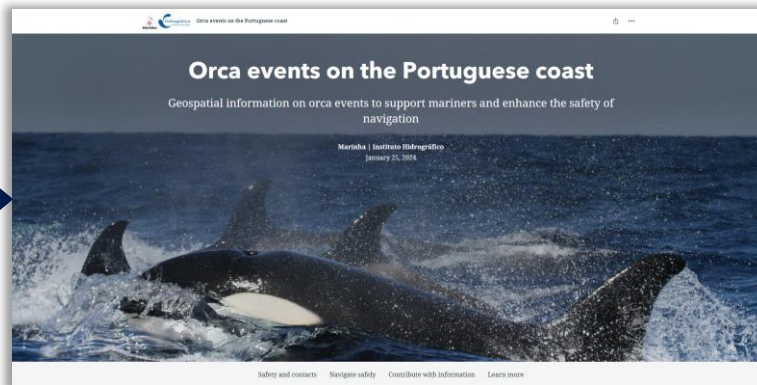 Marinha
Hidrográfico
Orca events on the Portuguese coast
Orca events on the Portuguese coast
Geospatial information on orca events to support mariners and enhance the safety of
navigation
Marinha | Instituto Hidrográfico
January 25, 2024
Safety and contacts Navigate safely Contribute with information Learn more